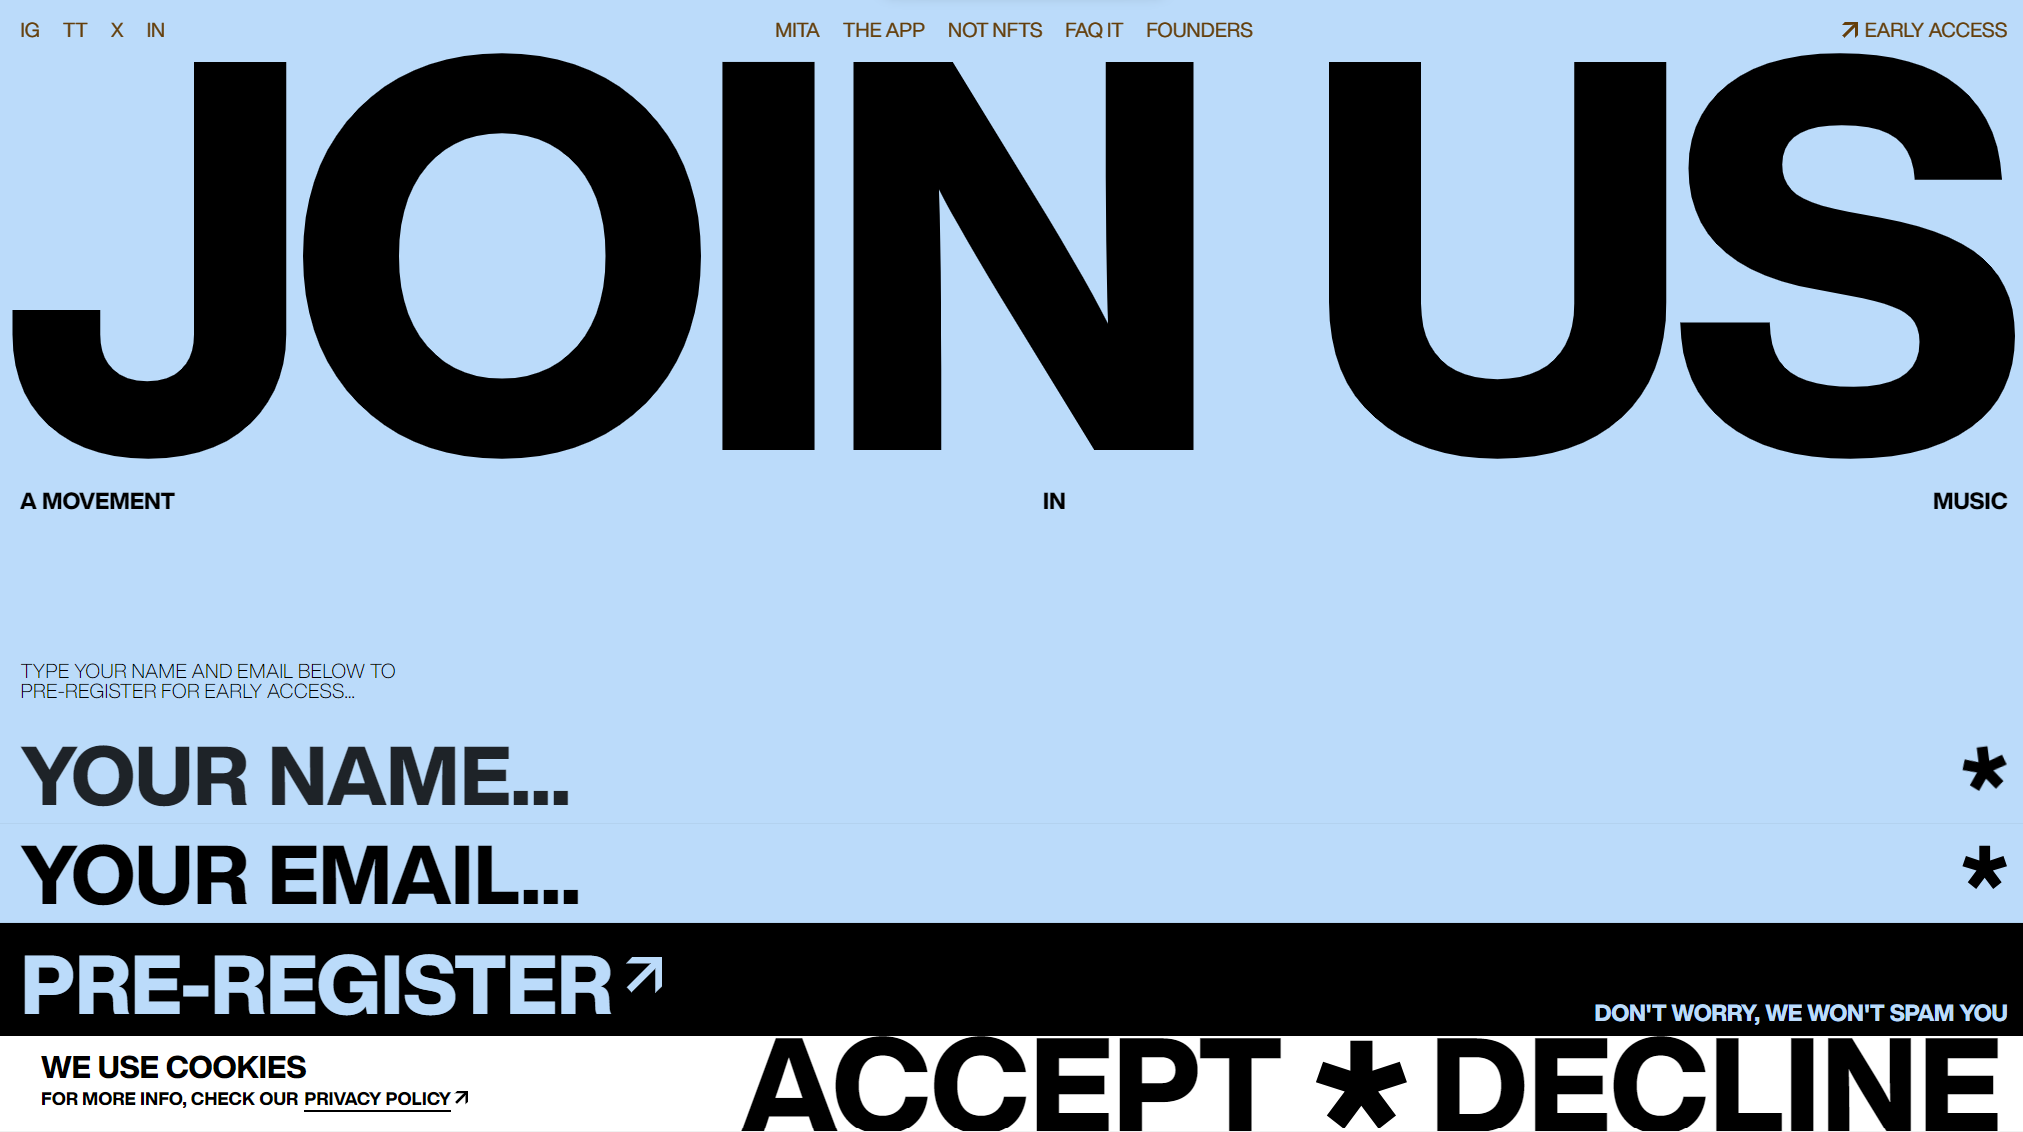 IG TT X IN MITA THE APP NOT NFTS FAQ IT FOUNDERS EARLY ACCESS
JOIN US
A MOVEMENT IN MUSIC
TYPE YOUR NAME AND EMAIL BELOW TO
PRE-REGISTER FOR EARLY ACCESS...
YOUR NAME... *
YOUR EMAIL... *
PRE-REGISTER
DON'T WORRY, WE WON'T SPAM YOU
WE USE COOKIES
FOR MORE INFO, CHECK OUR PRIVACY POLICY
ACCEPT * DECLINE